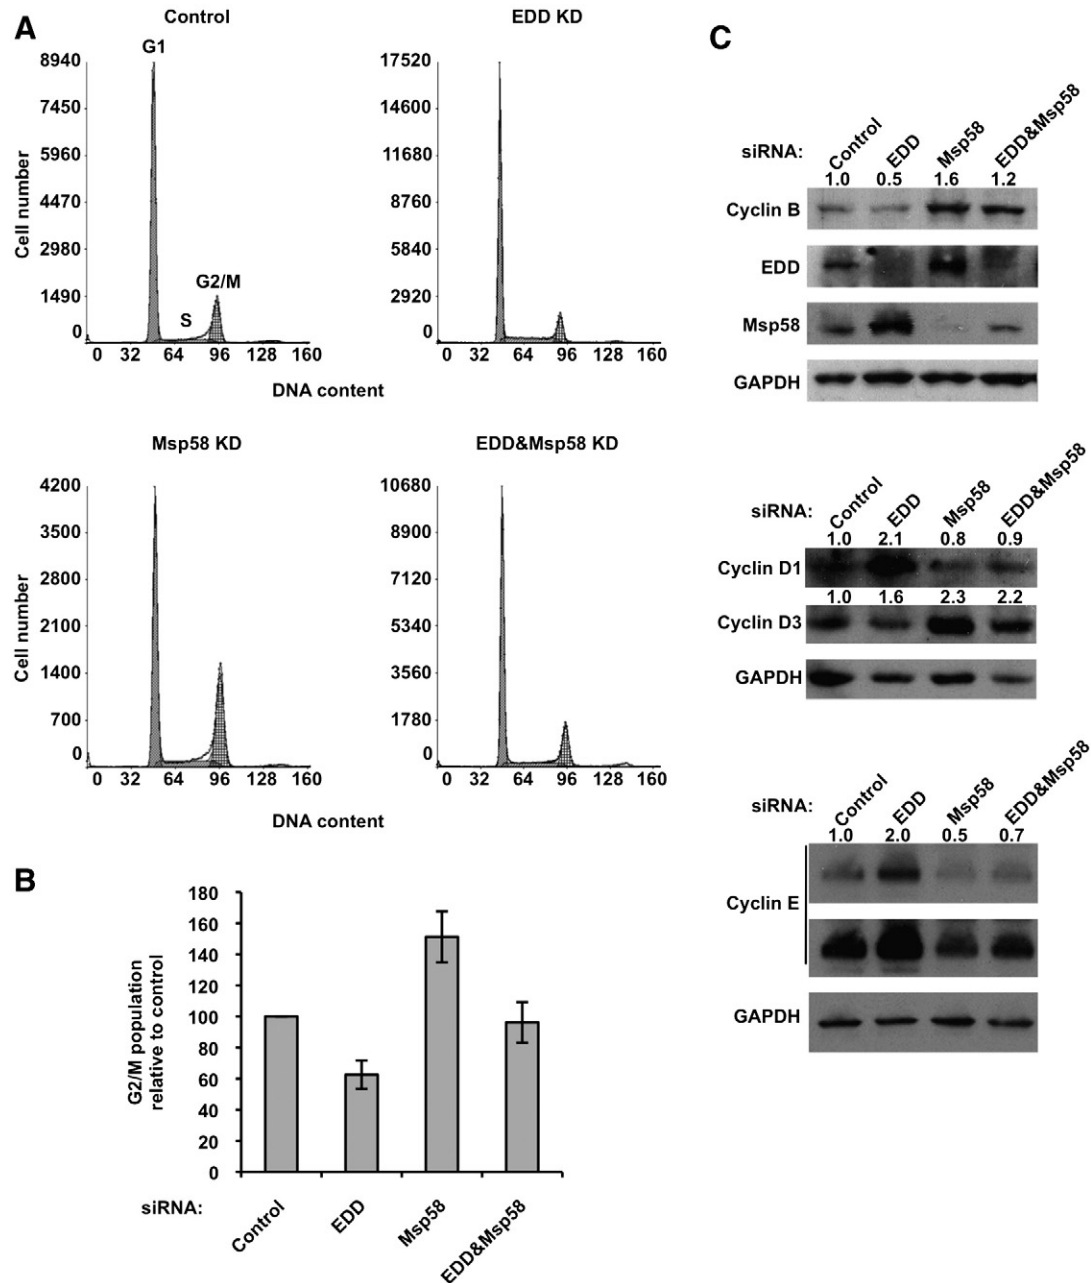 A
Control
G1
8940
7450
5960
4470
2980
1490
0
Cell number
S
G2/M
0 32 64 96 128 160
DNA content
EDD KD
17520
14600
11680
8760
5840
2920
0
0 32 64 96 128 160
Msp58 KD
4200
3500
2800
2100
1400
700
0
Cell number
0 32 64 96 128 160
DNA content
EDD&Msp58 KD
10680
8900
7120
5340
3560
1780
0
0 32 64 96 128 160
B
180
160
140
120
100
80
60
40
20
0
G2/M population
relative to control
siRNA:
Control
EDD
Msp58
EDD&Msp58
C
siRNA:
Control
EDD
Msp58
EDD&Msp58
1.0 0.5 1.6 1.2
Cyclin B
EDD
Msp58
GAPDH
siRNA:
Control
EDD
Msp58
EDD&Msp58
1.0 2.1 0.8 0.9
Cyclin D1
1.0 1.6 2.3 2.2
Cyclin D3
GAPDH
siRNA:
Control
EDD
Msp58
EDD&Msp58
1.0 2.0 0.5 0.7
Cyclin E
GAPDH